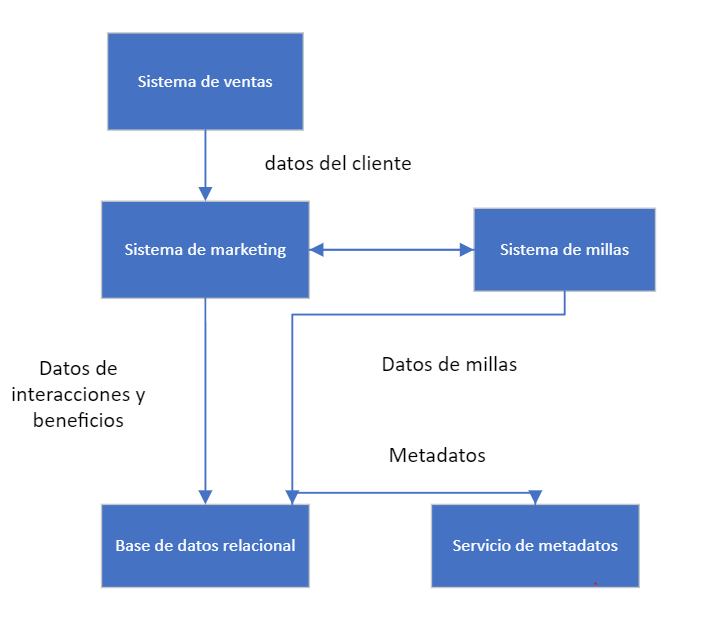 Sistema de ventas
datos del cliente
Sistema de marketing
Sistema de millas
Datos de
interacciones y
beneficios
Datos de millas
Metadatos
Base de datos relacional
Servicio de metadatos